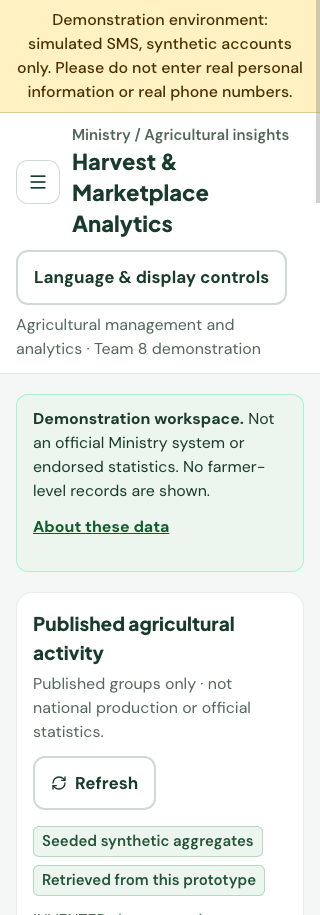 Demonstration environment:
simulated SMS, synthetic accounts
only. Please do not enter real personal
information or real phone numbers.
Ministry / Agricultural insights
Harvest &
Marketplace
Analytics
Language & display controls
Agricultural management and
analytics · Team 8 demonstration
Demonstration workspace. Not
an official Ministry system or
endorsed statistics. No farmer-
level records are shown.
About these data
Published agricultural
activity
Published groups only · not
national production or official
statistics.
Refresh
Seeded synthetic aggregates
Retrieved from this prototype